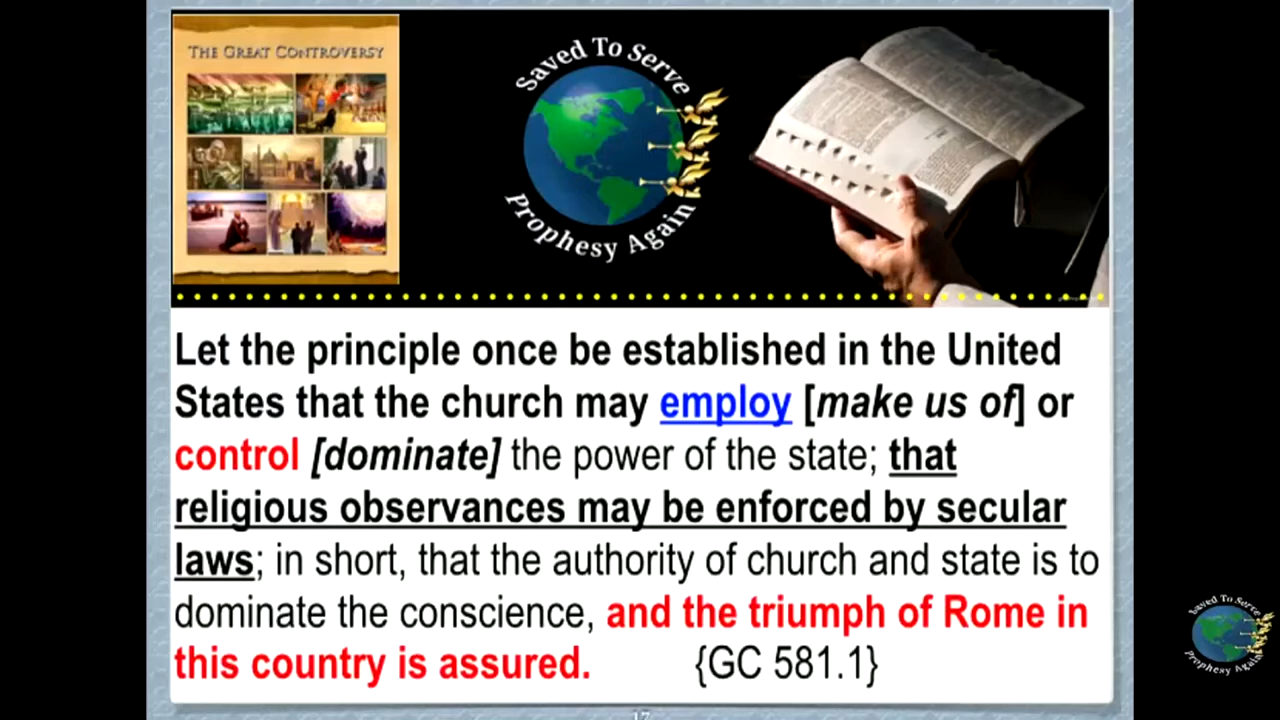 THE GREAT CONTROVERSY
Saved To Serve
Prophesy Again
Let the principle once be established in the United
States that the church may employ [make us of] or
control [dominate] the power of the state; that
religious observances may be enforced by secular
laws; in short, that the authority of church and state is to
dominate the conscience, and the triumph of Rome in
this country is assured. {GC 581.1}
17
Saved To Serve
Prophesy Again